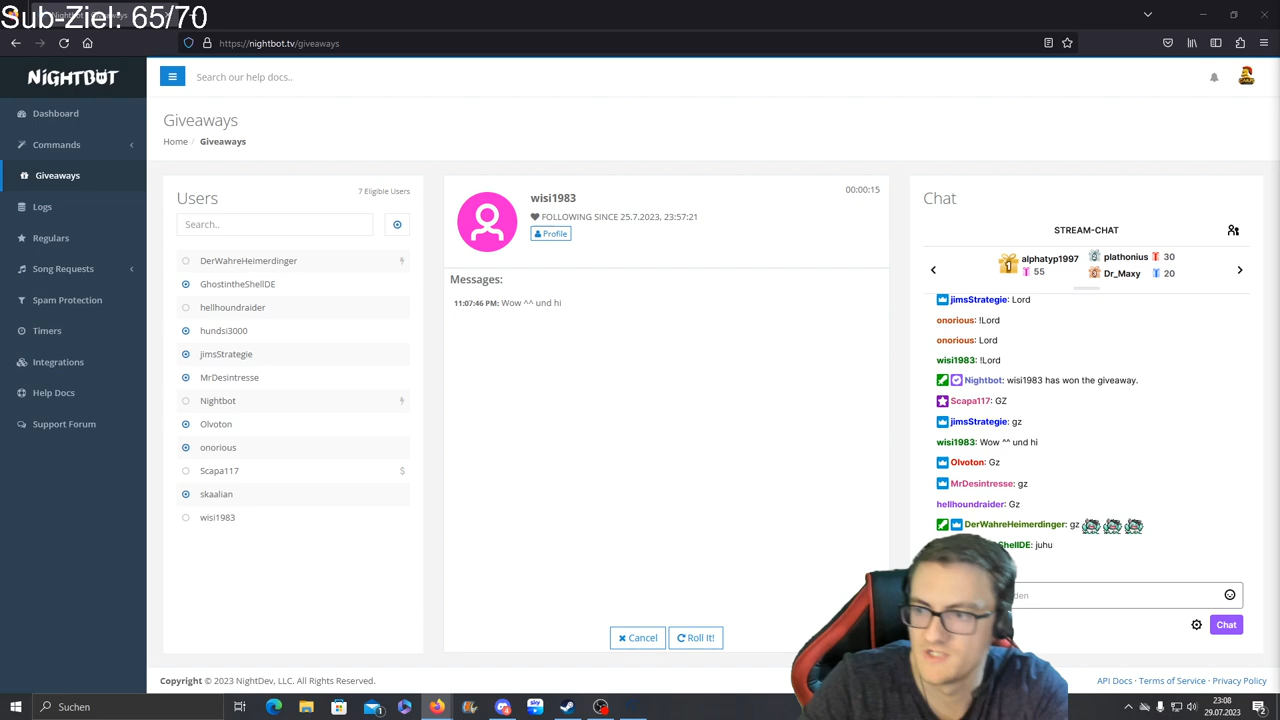 Sub-Ziel: 65/70
https://nightbot.tv/giveaways
NIGHTBOT
Search our help docs..
Dashboard
Commands
Giveaways
Logs
Regulars
Song Requests
Spam Protection
Timers
Integrations
Help Docs
Support Forum
Giveaways
Home / Giveaways
Users
7 Eligible Users
Search..
DerWahreHeimerdinger
GhostintheShellDE
hellhoundraider
hundsi3000
jimsStrategie
MrDesintresse
Nightbot
Olvoton
onorious
Scapa117 $
skaalian
wisi1983
wisi1983
00:00:15
FOLLOWING SINCE 25.7.2023, 23:57:21
Profile
Messages:
11:07:46 PM: Wow ^^ und hi
Cancel
Roll It!
Chat
STREAM-CHAT
1 alphatyp1997 55
2 plathonius 30
3 Dr_Maxy 20
jimsStrategie: Lord
onorious: !Lord
onorious: Lord
wisi1983: !Lord
Nightbot: wisi1983 has won the giveaway.
Scapa117: GZ
jimsStrategie: gz
wisi1983: Wow ^^ und hi
Olvoton: Gz
MrDesintresse: gz
hellhoundraider: Gz
DerWahreHeimerdinger: gz
ShellDE: juhu
den
Chat
Copyright © 2023 NightDev, LLC. All Rights Reserved.
API Docs - Terms of Service - Privacy Policy
Suchen
23:08
29.07.2023